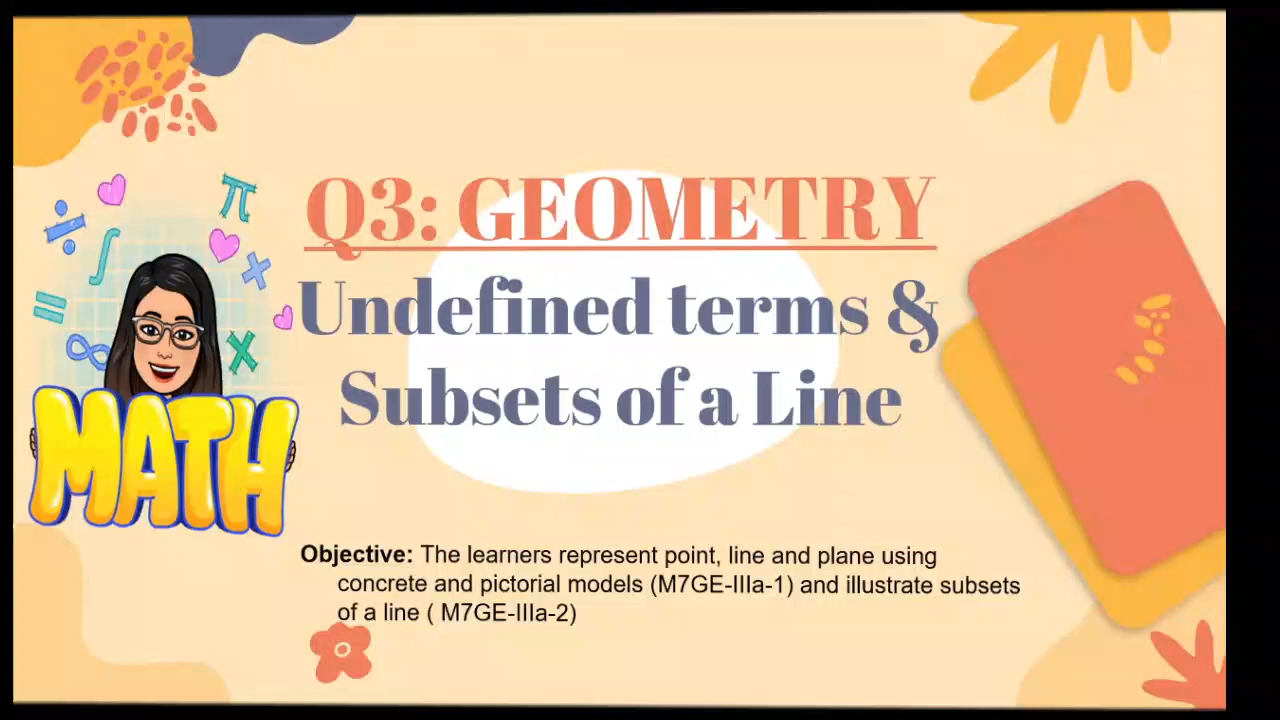 Q3: GEOMETRY
Undefined terms &
Subsets of a Line
MATH
Objective: The learners represent point, line and plane using
concrete and pictorial models (M7GE-IIIa-1) and illustrate subsets
of a line ( M7GE-IIIa-2)